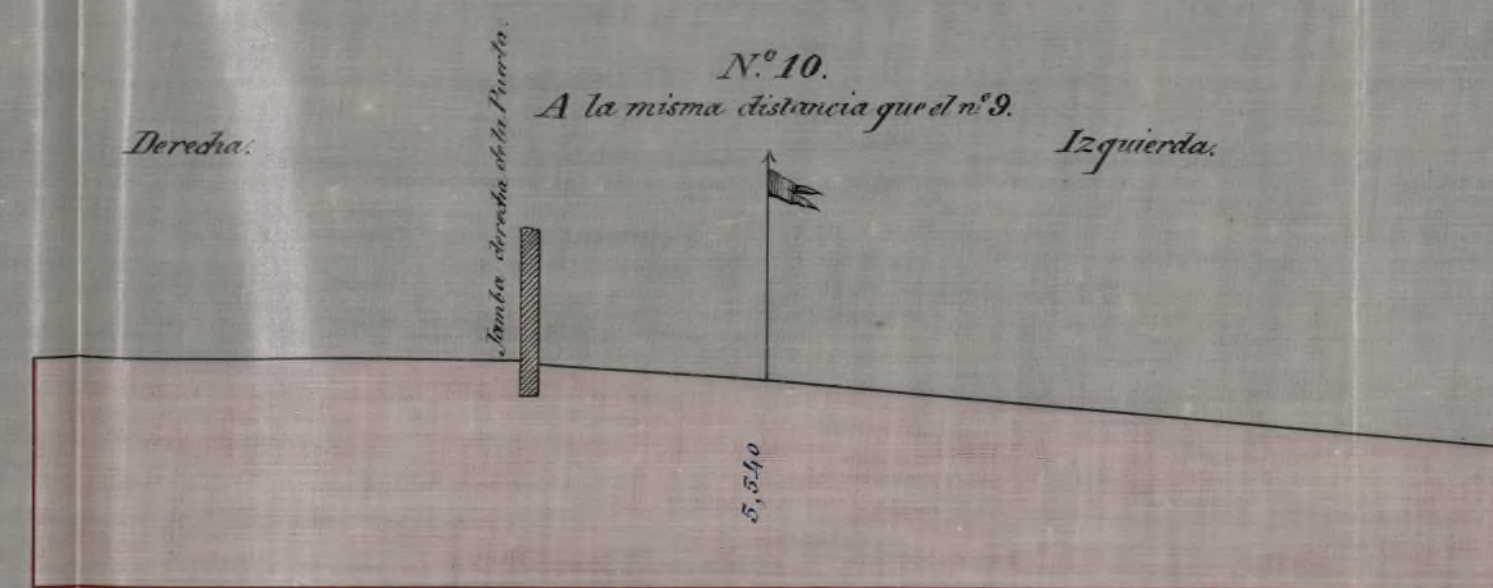 N.º 10.
A la misma distancia que el n.º 9.
Derecha.
Izquierda.
Jamba derecha de la Puerta.
5,540